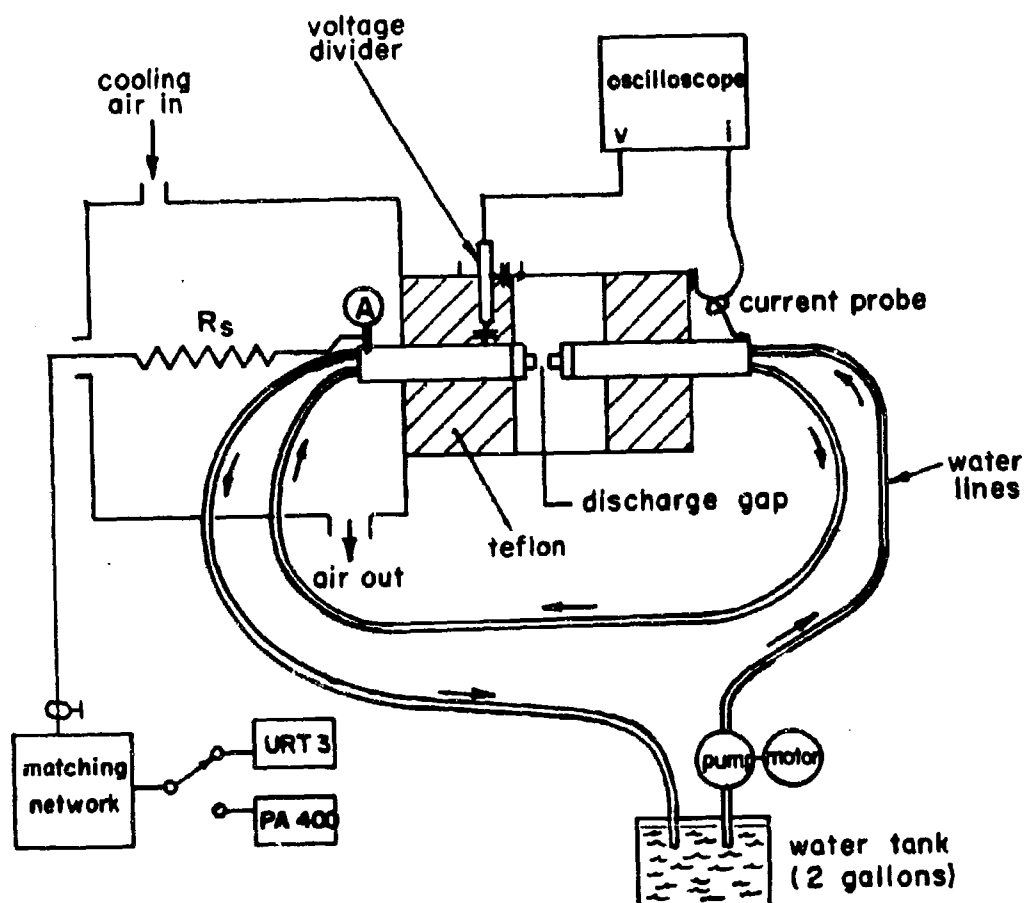 voltage
divider
cooling
air in
oscilloscope
v
i
A
Rs
current probe
water
lines
discharge gap
teflon
air out
matching
network
URT 3
PA 400
pump
motor
water tank
(2 gallons)